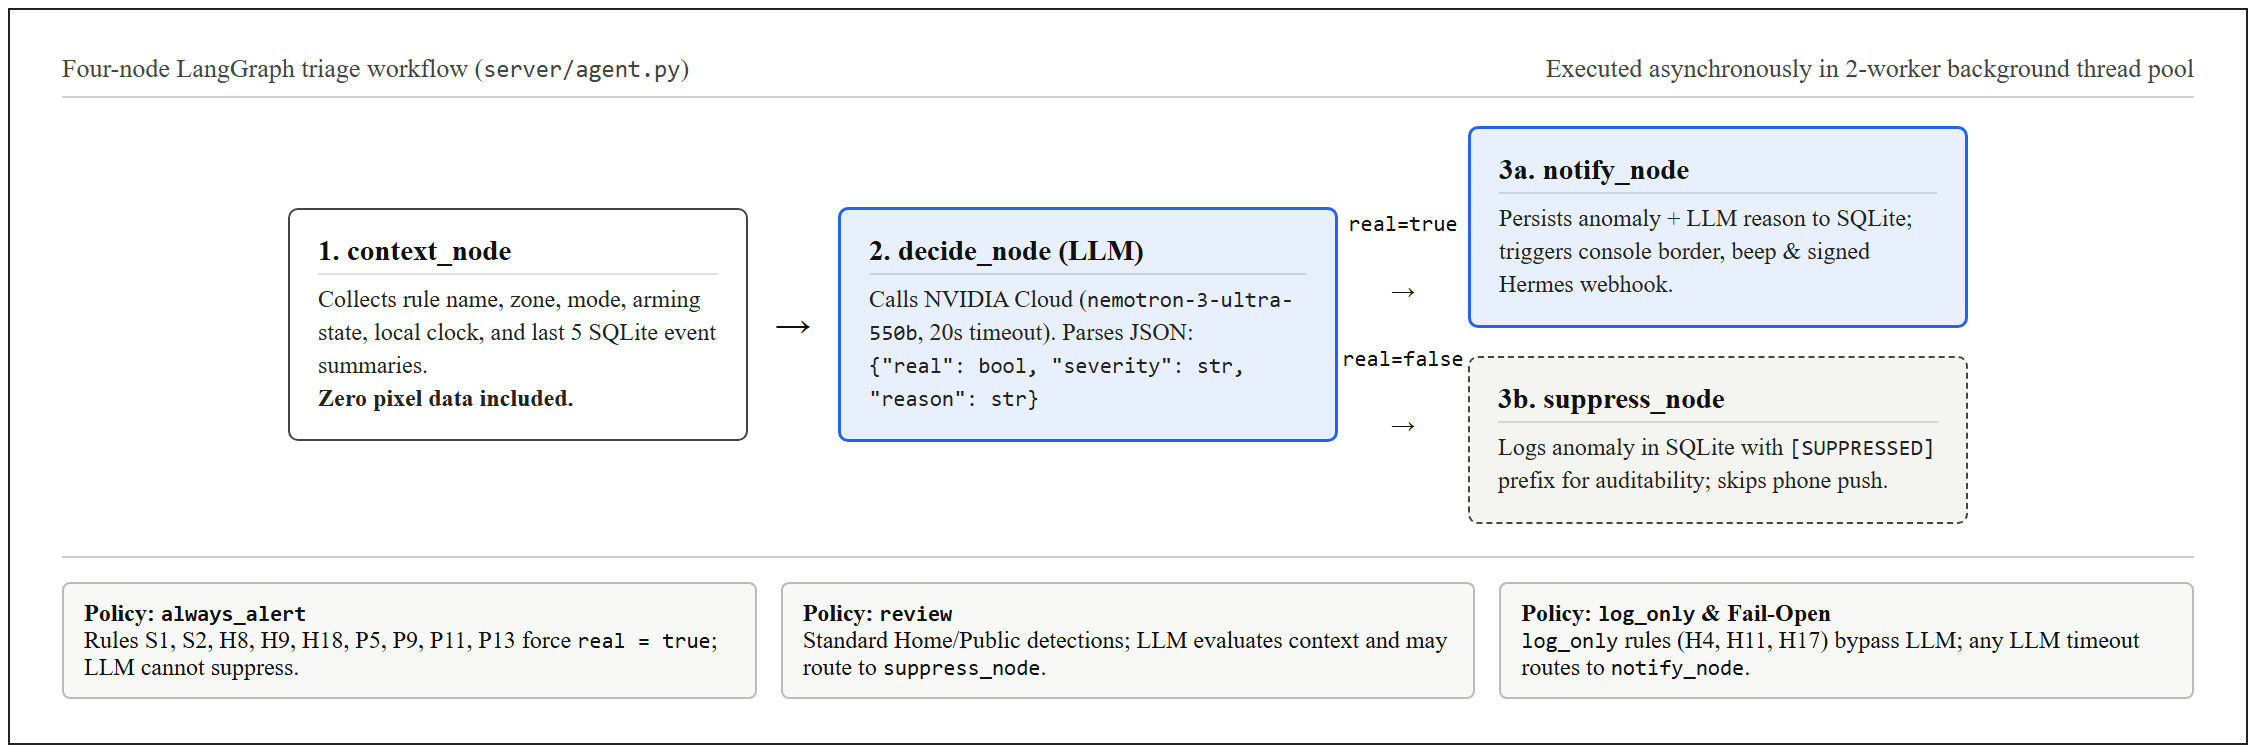 Four-node LangGraph triage workflow (server/agent.py)
Executed asynchronously in 2-worker background thread pool
1. context_node
Collects rule name, zone, mode, arming
state, local clock, and last 5 SQLite event
summaries.
Zero pixel data included.
→
2. decide_node (LLM)
Calls NVIDIA Cloud (nemotron-3-ultra-
550b, 20s timeout). Parses JSON:
{"real": bool, "severity": str,
"reason": str}
real=true
→
real=false
→
3a. notify_node
Persists anomaly + LLM reason to SQLite;
triggers console border, beep & signed
Hermes webhook.
3b. suppress_node
Logs anomaly in SQLite with [SUPPRESSED]
prefix for auditability; skips phone push.
Policy: always_alert
Rules S1, S2, H8, H9, H18, P5, P9, P11, P13 force real = true;
LLM cannot suppress.
Policy: review
Standard Home/Public detections; LLM evaluates context and may
route to suppress_node.
Policy: log_only & Fail-Open
log_only rules (H4, H11, H17) bypass LLM; any LLM timeout
routes to notify_node.